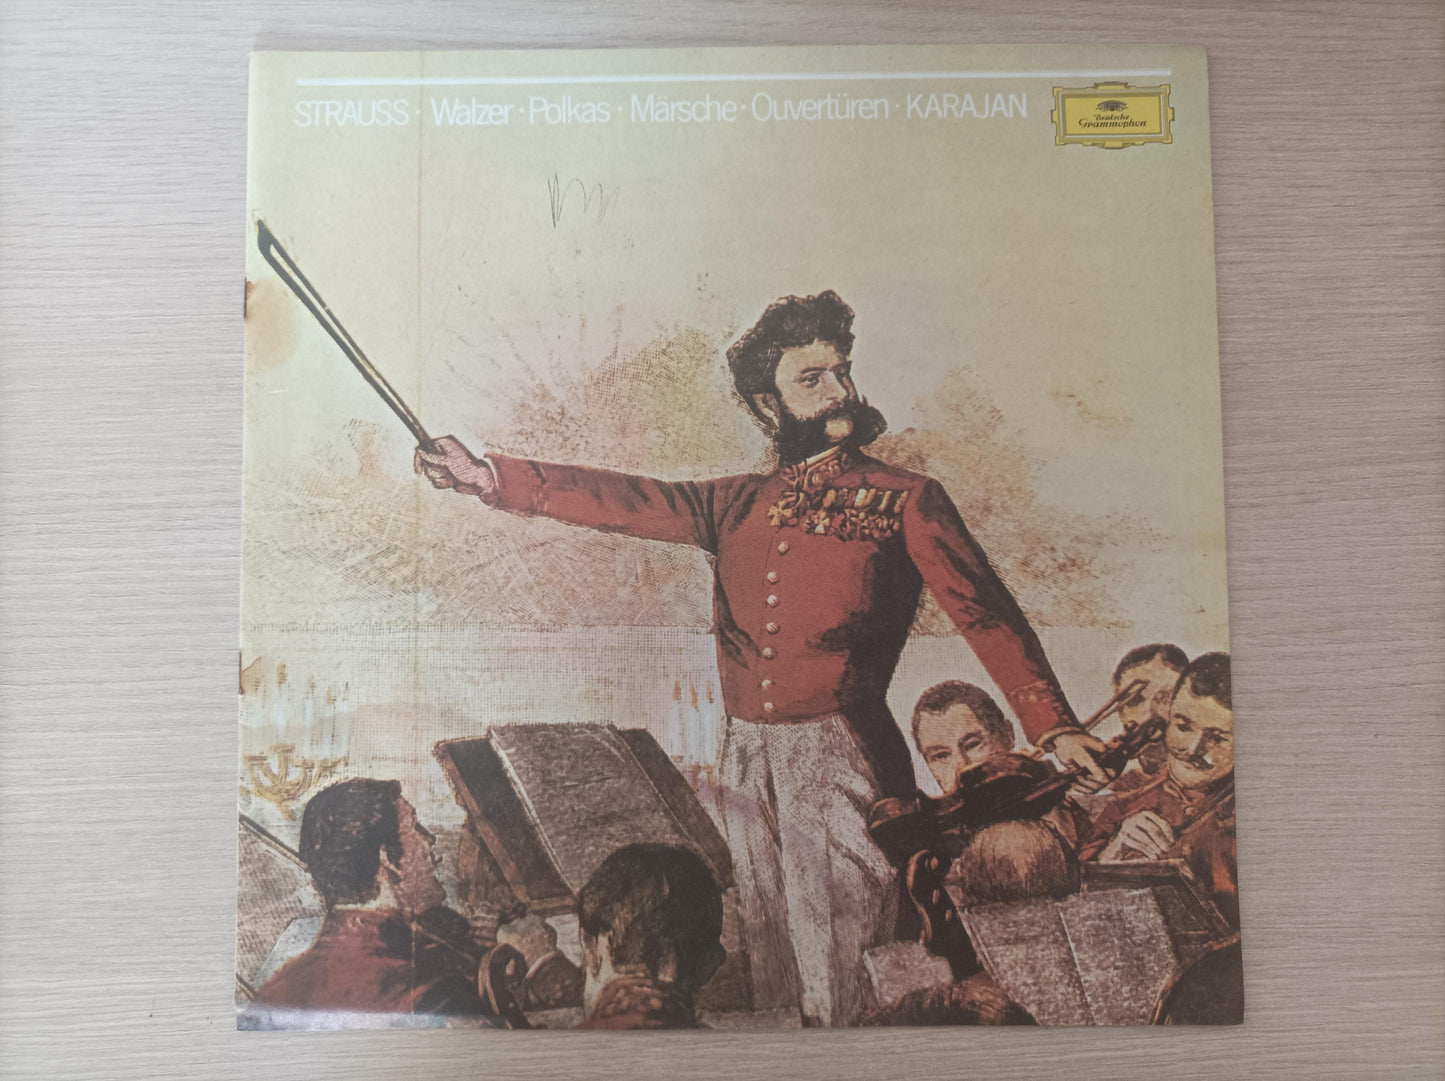 STRAUSS · Walzer · Polkas · Märsche · Ouvertüren · KARAJAN
Deutsche
Grammophon